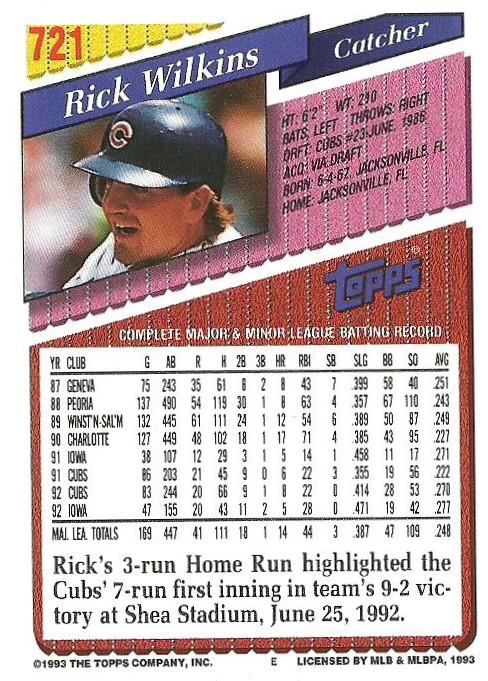 721
Rick Wilkins
Catcher
HT: 6'2" WT: 210
BATS: LEFT THROWS: RIGHT
DRFT: CUBS #23-JUNE, 1986
ACQ: VIA DRAFT
BORN: 6-4-67, JACKSONVILLE, FL
HOME: JACKSONVILLE, FL
C
TOPPS ®
COMPLETE MAJOR & MINOR LEAGUE BATTING RECORD
YR CLUB G AB R H 2B 3B HR RBI SB SLG BB SO AVG
87 GENEVA 75 243 35 61 8 2 8 43 7 .399 58 40 .251
88 PEORIA 137 490 54 119 30 1 8 63 4 .357 67 110 .243
89 WINST'N-SAL'M 132 445 61 111 24 1 12 54 6 .389 50 87 .249
90 CHARLOTTE 127 449 48 102 18 1 17 71 4 .385 43 95 .227
91 IOWA 38 107 12 29 3 1 5 14 1 .458 11 17 .271
91 CUBS 86 203 21 45 9 0 6 22 3 .355 19 56 .222
92 CUBS 83 244 20 66 9 1 8 22 0 .414 28 53 .270
92 IOWA 47 155 20 43 11 2 5 28 0 .471 19 42 .277
MAJ. LEA. TOTALS 169 447 41 111 18 1 14 44 3 .387 47 109 .248
Rick's 3-run Home Run highlighted the
Cubs' 7-run first inning in team's 9-2 vic-
tory at Shea Stadium, June 25, 1992.
©1993 THE TOPPS COMPANY, INC. E LICENSED BY MLB & MLBPA, 1993